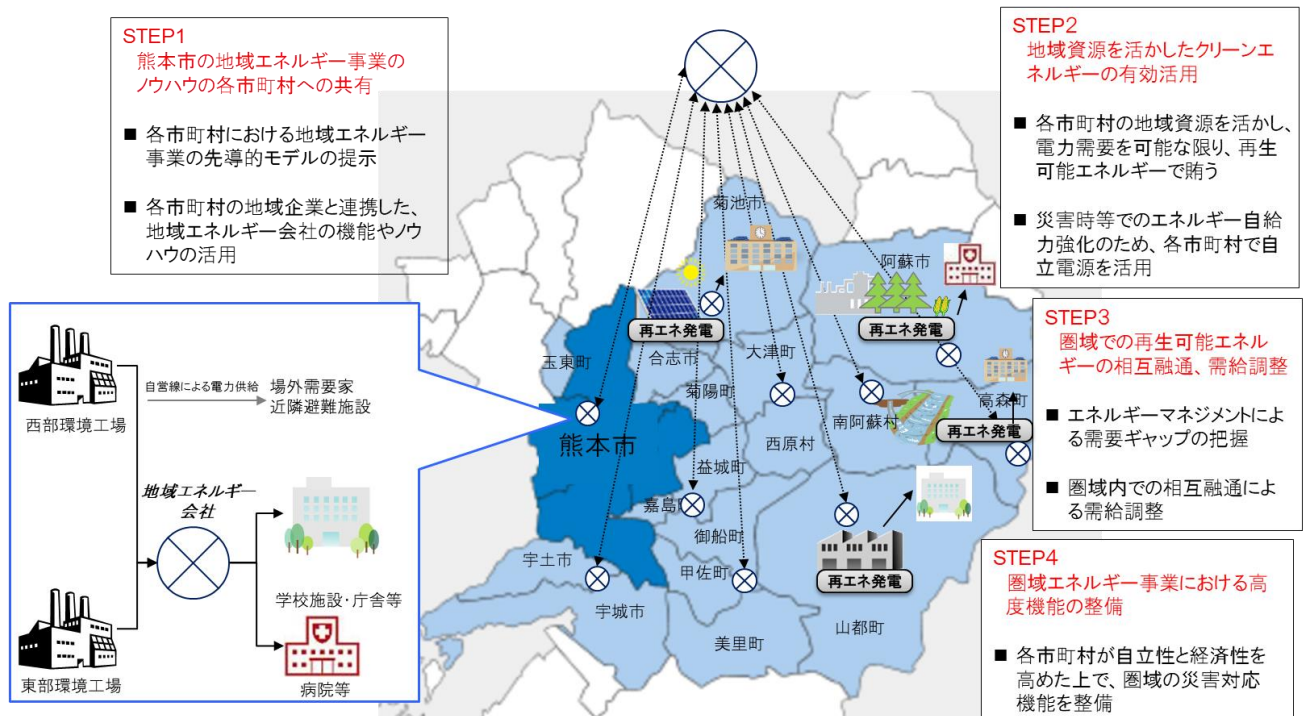 STEP1
熊本市の地域エネルギー事業の
ノウハウの各市町村への共有
■ 各市町村における地域エネルギー
事業の先導的モデルの提示
■ 各市町村の地域企業と連携した、
地域エネルギー会社の機能やノウ
ハウの活用
STEP2
地域資源を活かしたクリーンエ
ネルギーの有効活用
■ 各市町村の地域資源を活かし、
電力需要を可能な限り、再生
可能エネルギーで賄う
■ 災害時等でのエネルギー自給
力強化のため、各市町村で自
立電源を活用
STEP3
圏域での再生可能エネル
ギーの相互融通、需給調整
■ エネルギーマネジメントによ
る需要ギャップの把握
■ 圏域内での相互融通によ
る需給調整
STEP4
圏域エネルギー事業における高
度機能の整備
■ 各市町村が自立性と経済性を
高めた上で、圏域の災害対応
機能を整備
西部環境工場
自営線による電力供給
場外需要家
近隣避難施設
地域エネルギー
会社
学校施設・庁舎等
東部環境工場
病院等
菊池市
阿蘇市
再エネ発電
再エネ発電
玉東町
合志市
大津町
菊陽町
高森町
南阿蘇村
再エネ発電
熊本市
西原村
益城町
嘉島
御船町
宇土市
甲佐町
再エネ発電
宇城市
美里町
山都町